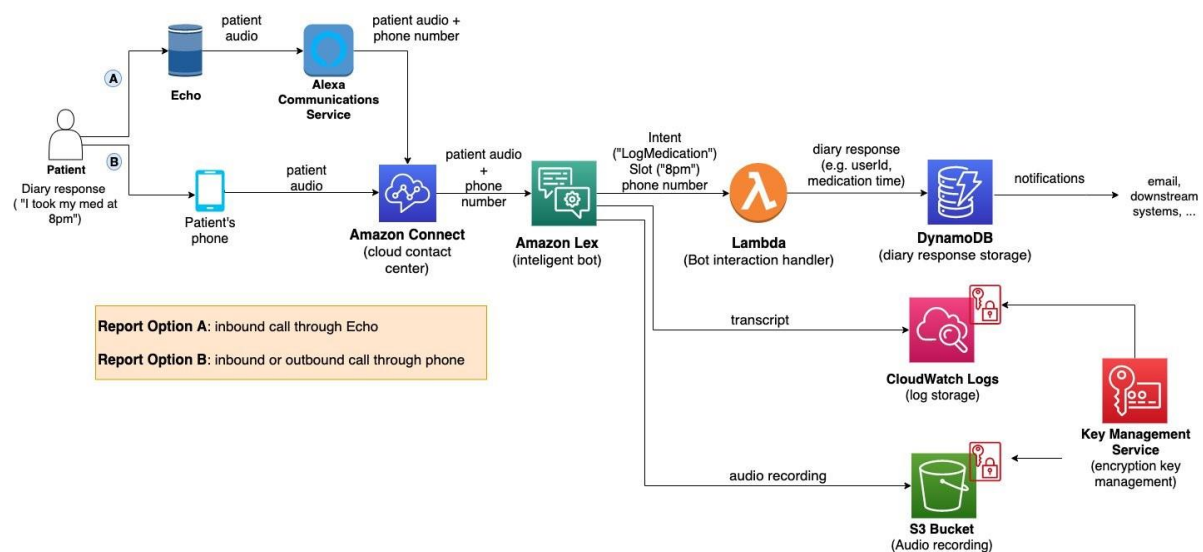 patient
audio
patient audio +
phone number
A
Echo
Alexa
Communications
Service
Patient
Diary response
( "I took my med at
8pm")
B
Patient's
phone
patient
audio
Amazon Connect
(cloud contact
center)
patient audio
+
phone
number
Amazon Lex
(inteligent bot)
Intent
("LogMedication")
Slot ("8pm")
phone number
Lambda
(Bot interaction handler)
diary response
(e.g. userId,
medication time)
DynamoDB
(diary response storage)
notifications
email,
downstream
systems, ...
Report Option A: inbound call through Echo
Report Option B: inbound or outbound call through phone
transcript
CloudWatch Logs
(log storage)
Key Management
Service
(encryption key
management)
audio recording
S3 Bucket
(Audio recording)